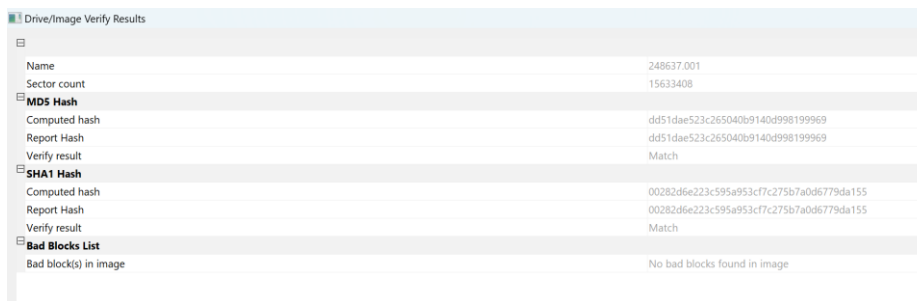 Drive/Image Verify Results
Name 248637.001
Sector count 15633408
MD5 Hash
Computed hash dd51dae523c265040b9140d998199969
Report Hash dd51dae523c265040b9140d998199969
Verify result Match
SHA1 Hash
Computed hash 00282d6e223c595a953cf7c275b7a0d6779da155
Report Hash 00282d6e223c595a953cf7c275b7a0d6779da155
Verify result Match
Bad Blocks List
Bad block(s) in image No bad blocks found in image